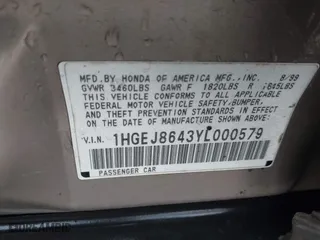 MFD. BY HONDA OF AMERICA MFG., INC. 8/99
GVWR 3460LBS GAWR F 1820LBS R 1645LBS
THIS VEHICLE CONFORMS TO ALL APPLICABLE
FEDERAL MOTOR VEHICLE SAFETY, BUMPER,
AND THEFT PREVENTION STANDARDS IN EFFECT
ON THE DATE OF MANUFACTURE SHOWN ABOVE.
V.I.N. 1HGEJ8643YL000579
PASSENGER CAR